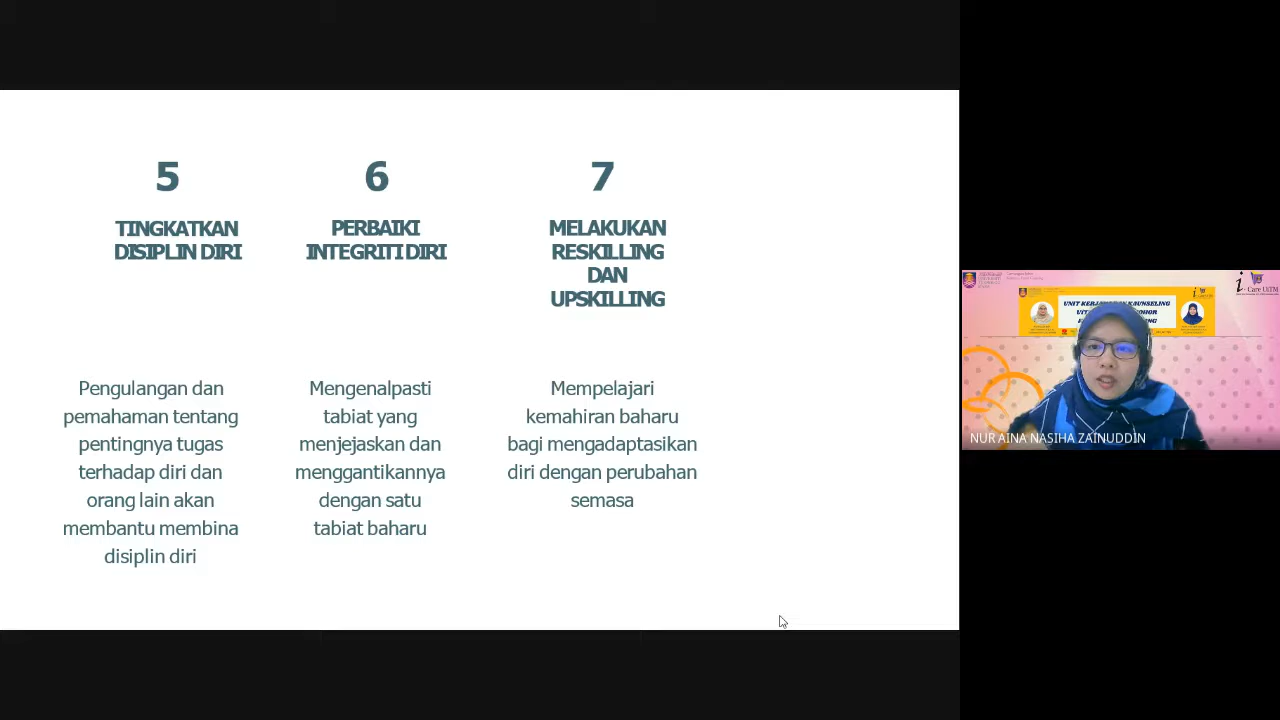 5
TINGKATKAN
DISIPLIN DIRI
Pengulangan dan
pemahaman tentang
pentingnya tugas
terhadap diri dan
orang lain akan
membantu membina
disiplin diri
6
PERBAIKI
INTEGRITI DIRI
Mengenalpasti
tabiat yang
menjejaskan dan
menggantikannya
dengan satu
tabiat baharu
7
MELAKUKAN
RESKILLING
DAN
UPSKILLING
Mempelajari
kemahiran baharu
bagi mengadaptasikan
diri dengan perubahan
semasa
i-Care UiTM
NUR AINA NASIHA ZAINUDDIN